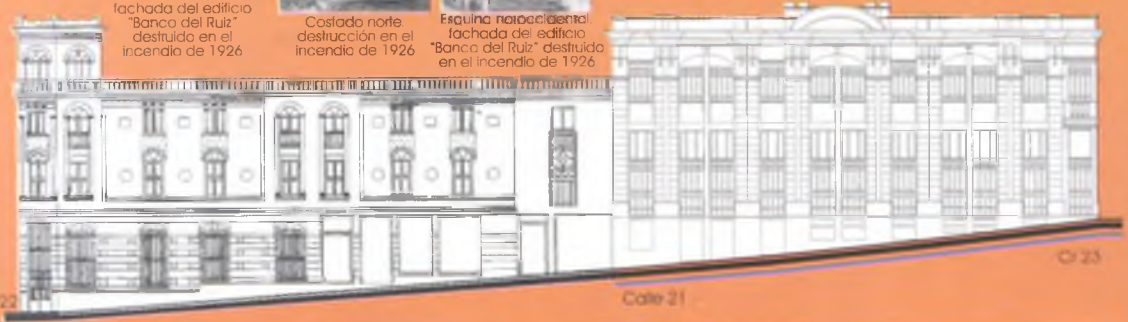 fachada del edificio
"Banco del Ruiz"
destruido en el
incendio de 1926
Costado norte
destrucción en el
incendio de 1926
Esquina
fachada del edificio
"Banco del Ruiz" destruido
en el incendio de 1926
22
Calle 21
Cr 23